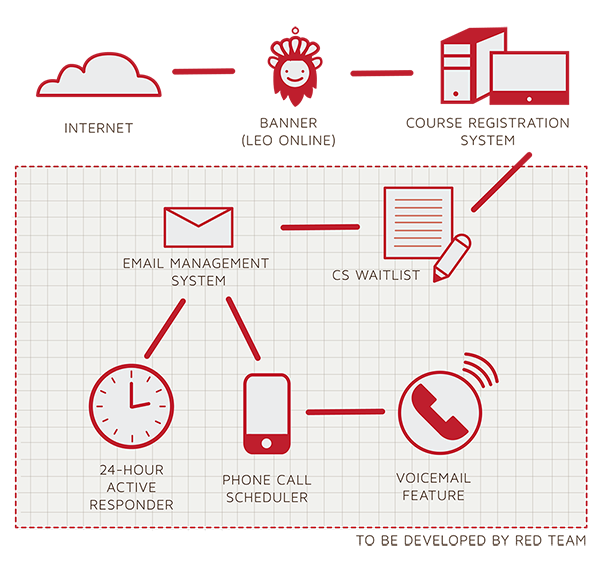 INTERNET
BANNER
(LEO ONLINE)
COURSE REGISTRATION
SYSTEM
EMAIL MANAGEMENT
SYSTEM
CS WAITLIST
24-HOUR
ACTIVE
RESPONDER
PHONE CALL
SCHEDULER
VOICEMAIL
FEATURE
TO BE DEVELOPED BY RED TEAM